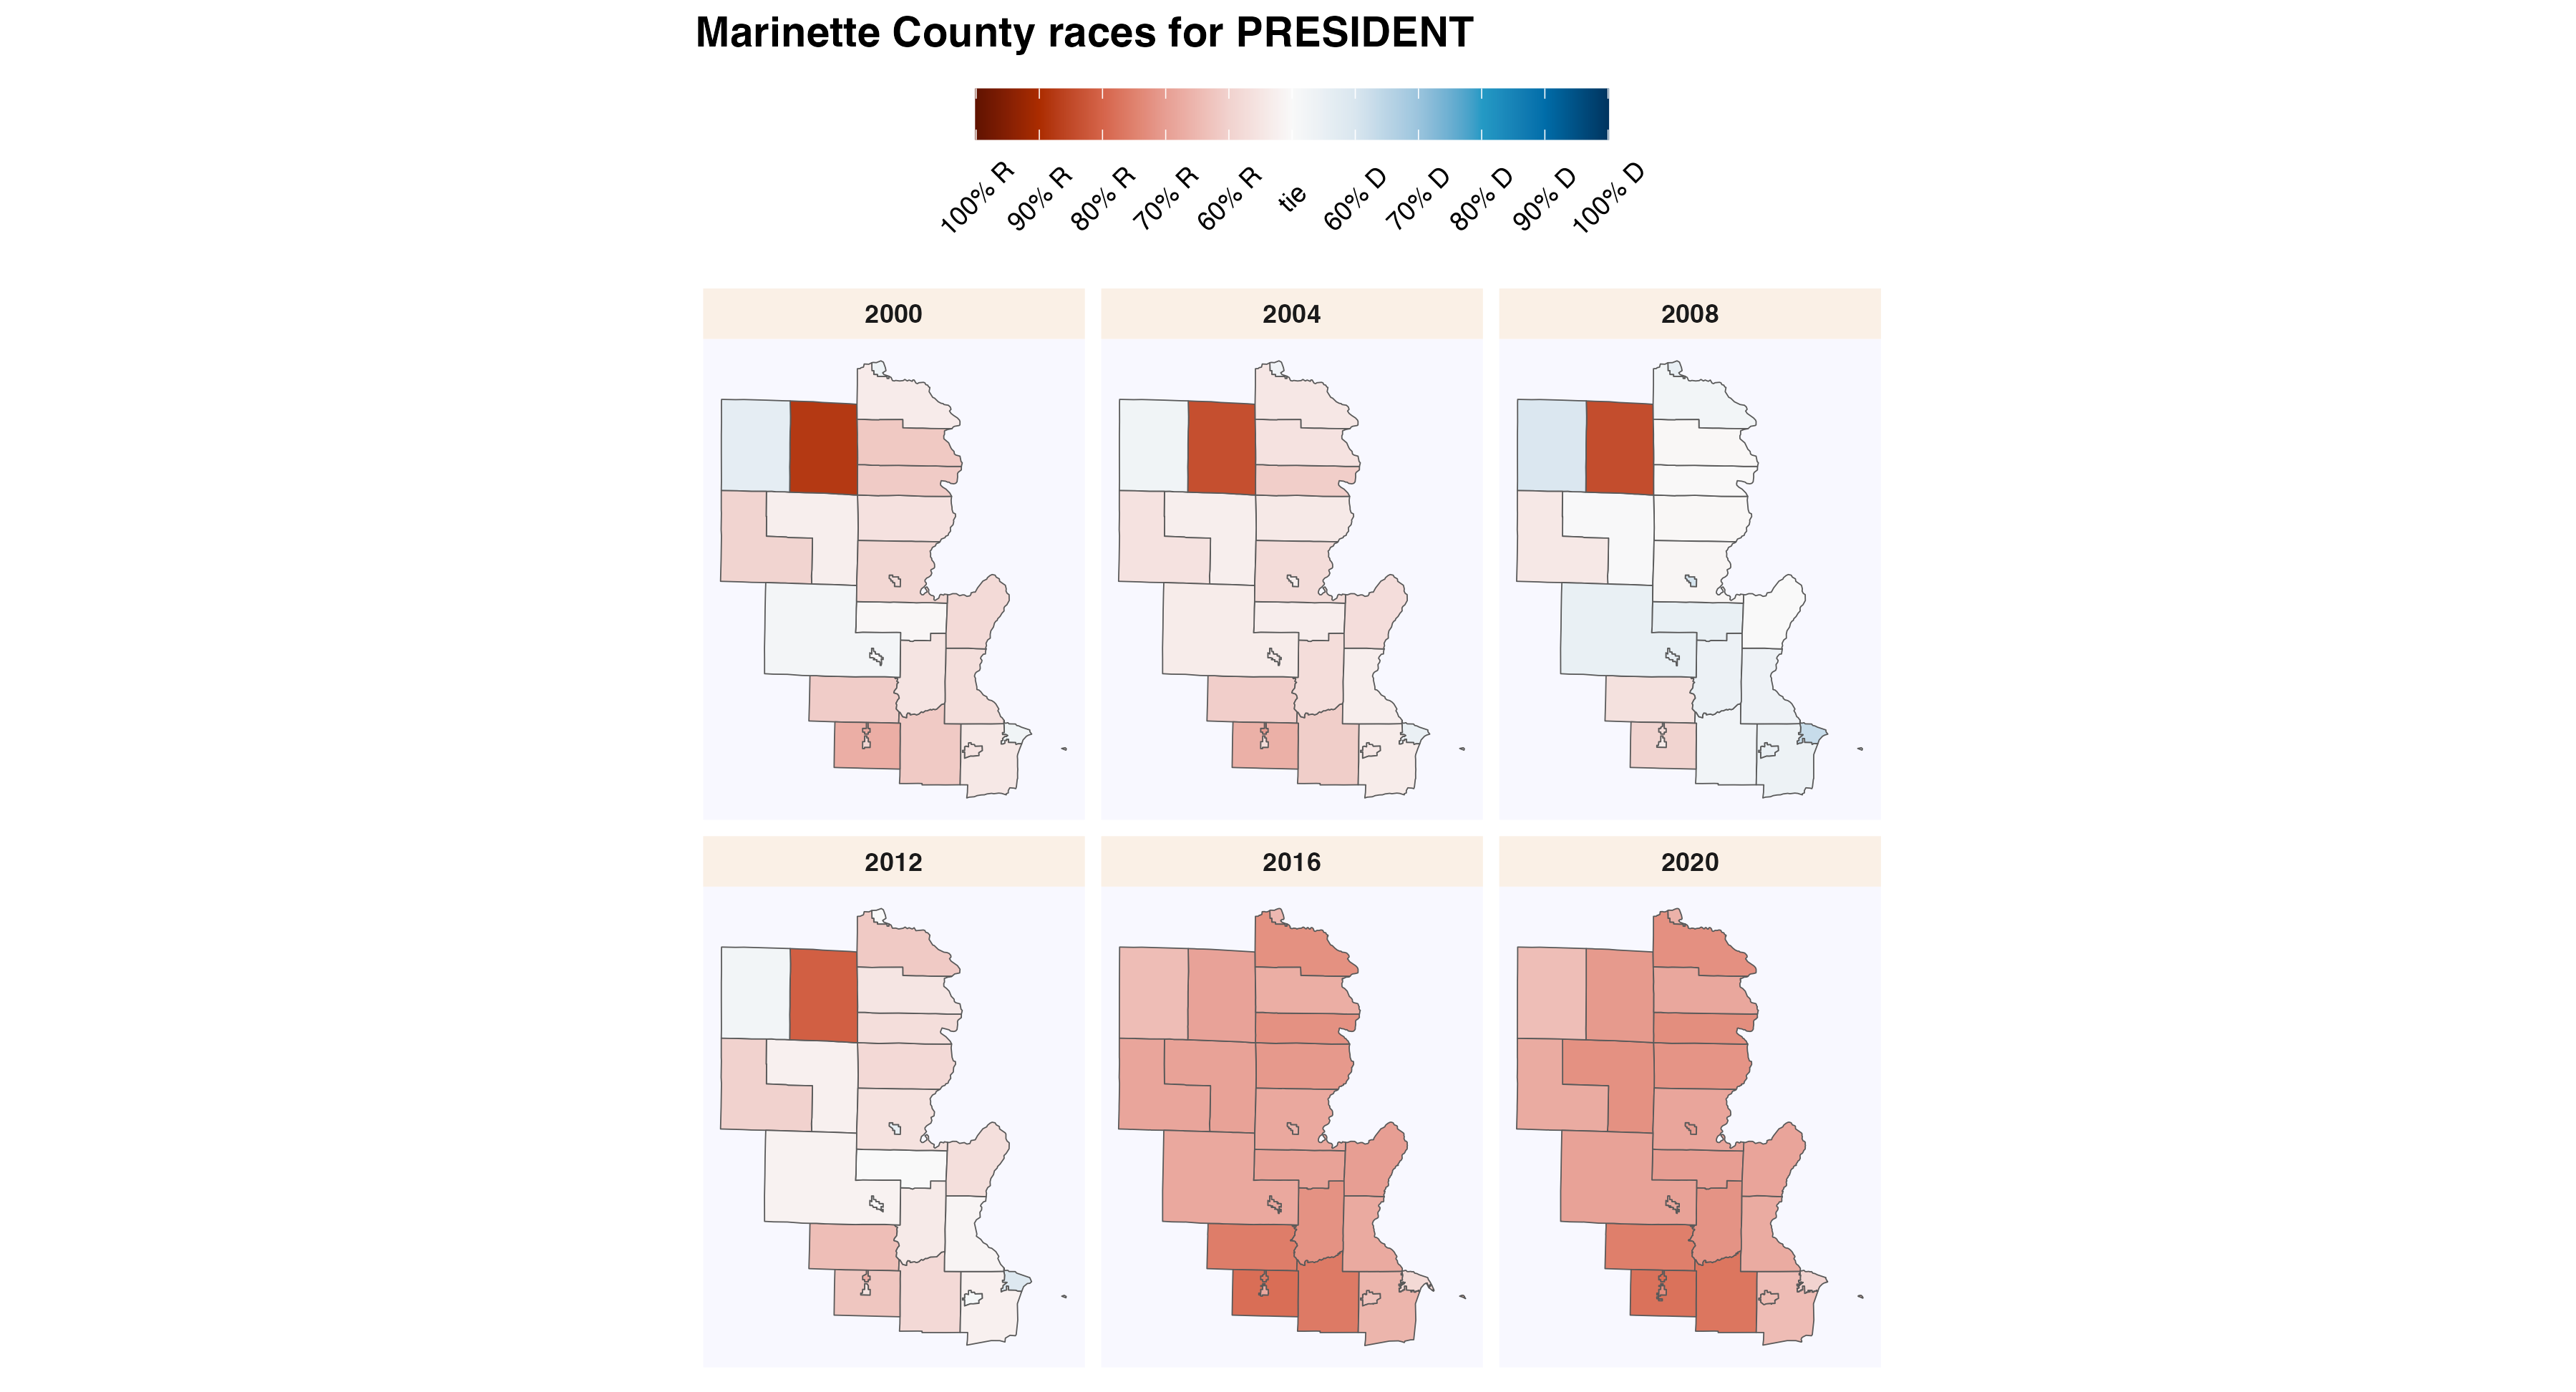 Marinette County races for PRESIDENT
100% R
90% R
80% R
70% R
60% R
tie
60% D
70% D
80% D
90% D
100% D
2000
2004
2008
2012
2016
2020